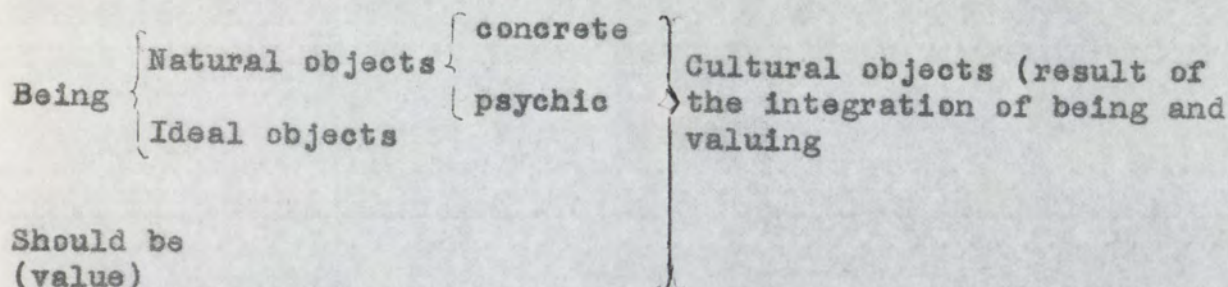 concrete
Natural objects
Cultural objects (result of
Being
psychic
the integration of being and
Ideal objects
valuing
Should be
(value)